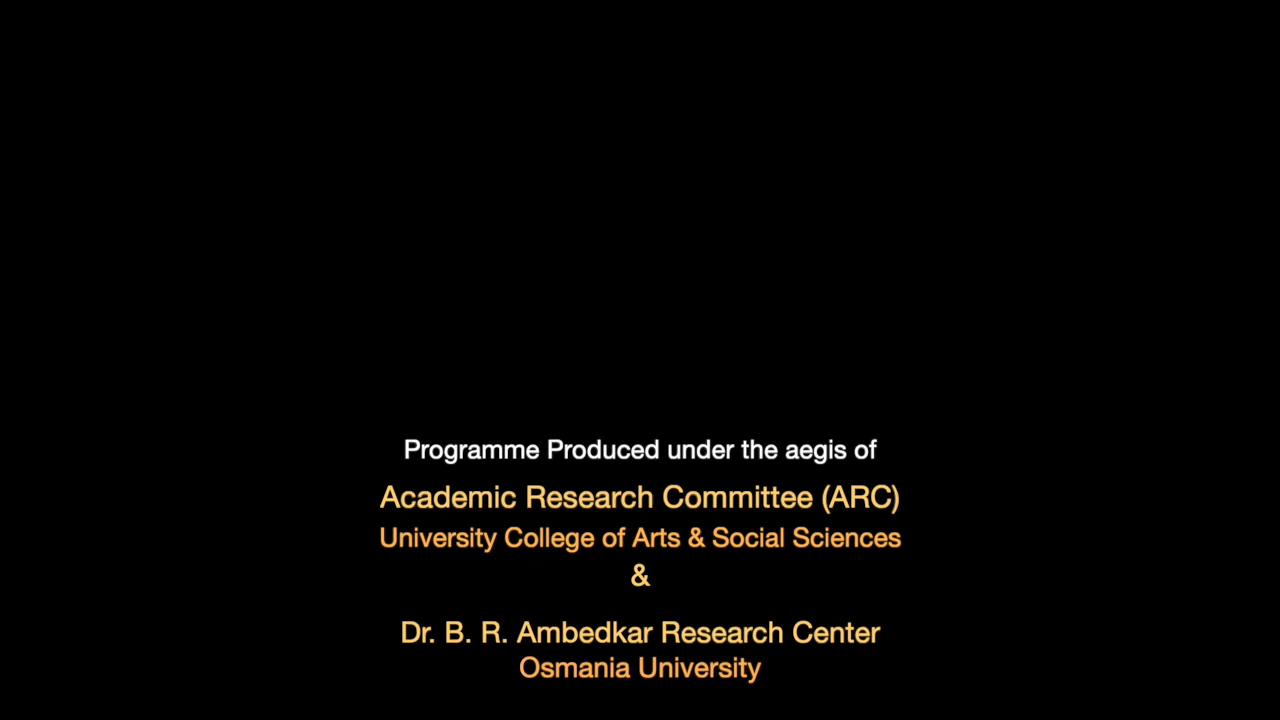 Programme Produced under the aegis of
Academic Research Committee (ARC)
University College of Arts & Social Sciences
&
Dr. B. R. Ambedkar Research Center
Osmania University